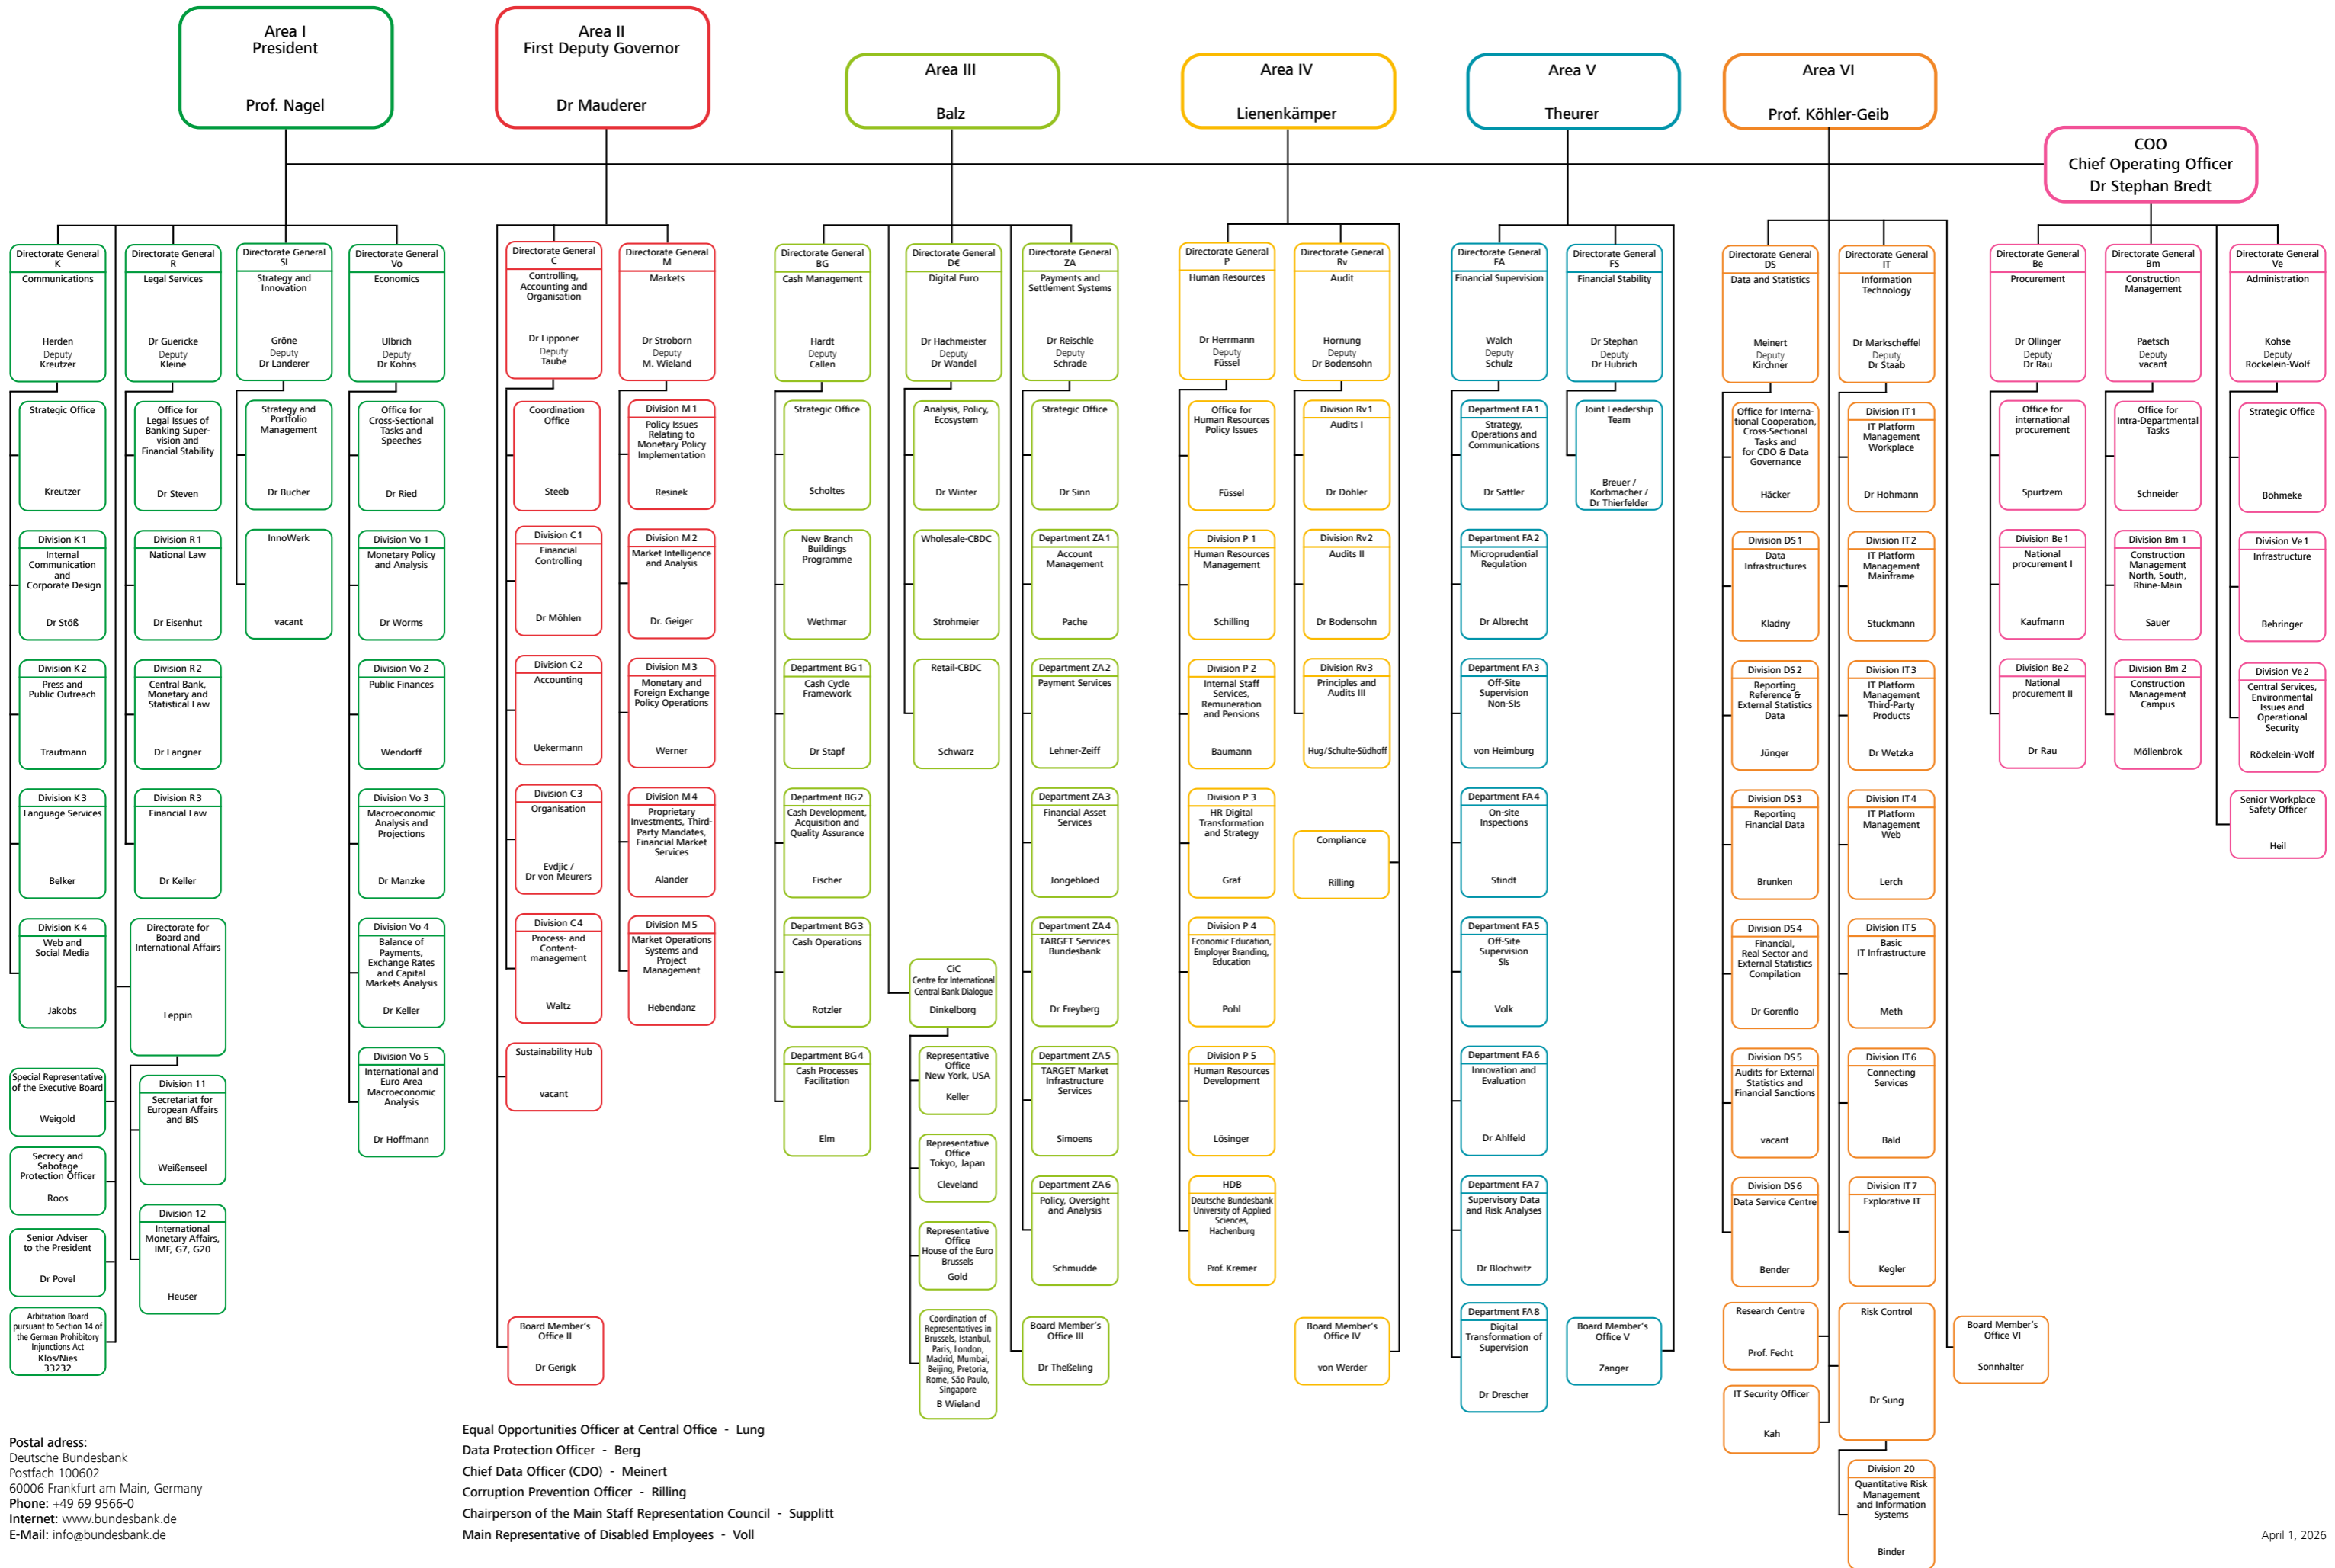 Area I
President
Prof. Nagel
Area II
First Deputy Governor
Dr Mauderer
Area III
Balz
Area IV
Lienenkämper
Area V
Theurer
Area VI
Prof. Köhler-Geib
COO
Chief Operating Officer
Dr Stephan Bredt
Directorate General
K
Communications
Herden
Deputy
Kreutzer
Strategic Office
Kreutzer
Division K 1
Internal
Communication
and
Corporate Design
Dr Stöß
Division K 2
Press and
Public Outreach
Trautmann
Division K 3
Language Services
Belker
Division K 4
Web and
Social Media
Jakobs
Special Representative
of the Executive Board
Weigold
Secrecy and
Sabotage
Protection Officer
Roos
Senior Adviser
to the President
Dr Povel
Arbitration Board
pursuant to Section 14 of
the German Prohibitory
Injunctions Act
Klös/Nies
33232
Directorate General
R
Legal Services
Dr Guericke
Deputy
Kleine
Office for
Legal Issues of
Banking Super-
vision and
Financial Stability
Dr Steven
Division R 1
National Law
Dr Eisenhut
Division R 2
Central Bank,
Monetary and
Statistical Law
Dr Langner
Division R 3
Financial Law
Dr Keller
Directorate for
Board and
International Affairs
Leppin
Division 11
Secretariat for
European Affairs
and BIS
Weißenseel
Division 12
International
Monetary Affairs,
IMF, G7, G20
Heuser
Directorate General
SI
Strategy and
Innovation
Gröne
Deputy
Dr Landerer
Strategy and
Portfolio
Management
Dr Bucher
InnoWerk
vacant
Directorate General
Vo
Economics
Ulbrich
Deputy
Dr Kohns
Office for
Cross-Sectional
Tasks and
Speeches
Dr Ried
Division Vo 1
Monetary Policy
and Analysis
Dr Worms
Division Vo 2
Public Finances
Wendorff
Division Vo 3
Macroeconomic
Analysis and
Projections
Dr Manzke
Division Vo 4
Balance of
Payments,
Exchange Rates
and Capital
Markets Analysis
Dr Keller
Division Vo 5
International and
Euro Area
Macroeconomic
Analysis
Dr Hoffmann
Directorate General
C
Controlling,
Accounting and
Organisation
Dr Lipponer
Deputy
Taube
Coordination
Office
Steeb
Division C 1
Financial
Controlling
Dr Möhlen
Division C 2
Accounting
Uekermann
Division C 3
Organisation
Evdjic /
Dr von Meurers
Division C 4
Process- and
Content-
management
Waltz
Sustainability Hub
vacant
Board Member's
Office II
Dr Gerigk
Directorate General
M
Markets
Dr Stroborn
Deputy
M. Wieland
Division M 1
Policy Issues
Relating to
Monetary Policy
Implementation
Resinek
Division M 2
Market Intelligence
and Analysis
Dr. Geiger
Division M 3
Monetary and
Foreign Exchange
Policy Operations
Werner
Division M 4
Proprietary
Investments, Third-
Party Mandates,
Financial Market
Services
Alander
Division M 5
Market Operations
Systems and
Project
Management
Hebendanz
Directorate General
BG
Cash Management
Hardt
Deputy
Callen
Strategic Office
Scholtes
New Branch
Buildings
Programme
Wethmar
Department BG 1
Cash Cycle
Framework
Dr Stapf
Department BG 2
Cash Development,
Acquisition and
Quality Assurance
Fischer
Department BG 3
Cash Operations
Rotzler
Department BG 4
Cash Processes
Facilitation
Elm
Directorate General
D€
Digital Euro
Dr Hachmeister
Deputy
Dr Wandel
Analysis, Policy,
Ecosystem
Dr Winter
Wholesale-CBDC
Strohmeier
Retail-CBDC
Schwarz
CiC
Centre for International
Central Bank Dialogue
Dinkelborg
Representative
Office
New York, USA
Keller
Representative
Office
Tokyo, Japan
Cleveland
Representative
Office
House of the Euro
Brussels
Gold
Coordination of
Representatives in
Brussels, Istanbul,
Paris, London,
Madrid, Mumbai,
Beijing, Pretoria,
Rome, São Paulo,
Singapore
B Wieland
Directorate General
ZA
Payments and
Settlement Systems
Dr Reischle
Deputy
Schrade
Strategic Office
Dr Sinn
Department ZA 1
Account
Management
Pache
Department ZA 2
Payment Services
Lehner-Zeiff
Department ZA 3
Financial Asset
Services
Jongebloed
Department ZA 4
TARGET Services
Bundesbank
Dr Freyberg
Department ZA 5
TARGET Market
Infrastructure
Services
Simoens
Department ZA 6
Policy, Oversight
and Analysis
Schmudde
Board Member's
Office III
Dr Theßeling
Directorate General
P
Human Resources
Dr Herrmann
Deputy
Füssel
Office for
Human Resources
Policy Issues
Füssel
Division P 1
Human Resources
Management
Schilling
Division P 2
Internal Staff
Services,
Remuneration
and Pensions
Baumann
Division P 3
HR Digital
Transformation
and Strategy
Graf
Division P 4
Economic Education,
Employer Branding,
Education
Pohl
Division P 5
Human Resources
Development
Lösinger
HDB
Deutsche Bundesbank
University of Applied
Sciences,
Hachenburg
Prof. Kremer
Directorate General
Rv
Audit
Hornung
Deputy
Dr Bodensohn
Division Rv 1
Audits I
Dr Döhler
Division Rv 2
Audits II
Dr Bodensohn
Division Rv 3
Principles and
Audits III
Hug/Schulte-Südhoff
Compliance
Rilling
Board Member's
Office IV
von Werder
Directorate General
FA
Financial Supervision
Walch
Deputy
Schulz
Department FA 1
Strategy,
Operations and
Communications
Dr Sattler
Department FA 2
Microprudential
Regulation
Dr Albrecht
Department FA 3
Off-Site
Supervision
Non-SIs
von Heimburg
Department FA 4
On-site
Inspections
Stindt
Department FA 5
Off-Site
Supervision
SIs
Volk
Department FA 6
Innovation and
Evaluation
Dr Ahlfeld
Department FA 7
Supervisory Data
and Risk Analyses
Dr Blochwitz
Department FA 8
Digital
Transformation of
Supervision
Dr Drescher
Directorate General
FS
Financial Stability
Dr Stephan
Deputy
Dr Hubrich
Joint Leadership
Team
Breuer /
Korbmacher /
Dr Thierfelder
Board Member's
Office V
Zanger
Directorate General
DS
Data and Statistics
Meinert
Deputy
Kirchner
Office for Interna-
tional Cooperation,
Cross-Sectional
Tasks and
for CDO & Data
Governance
Häcker
Division DS 1
Data
Infrastructures
Kladny
Division DS 2
Reporting
Reference &
External Statistics
Data
Jünger
Division DS 3
Reporting
Financial Data
Brunken
Division DS 4
Financial,
Real Sector and
External Statistics
Compilation
Dr Gorenflo
Division DS 5
Audits for External
Statistics and
Financial Sanctions
vacant
Division DS 6
Data Service Centre
Bender
Research Centre
Prof. Fecht
IT Security Officer
Kah
Directorate General
IT
Information
Technology
Dr Markscheffel
Deputy
Dr Staab
Division IT 1
IT Platform
Management
Workplace
Dr Hohmann
Division IT 2
IT Platform
Management
Mainframe
Stuckmann
Division IT 3
IT Platform
Management
Third-Party
Products
Dr Wetzka
Division IT 4
IT Platform
Management
Web
Lerch
Division IT 5
Basic
IT Infrastructure
Meth
Division IT 6
Connecting
Services
Bald
Division IT 7
Explorative IT
Kegler
Risk Control
Dr Sung
Division 20
Quantitative Risk
Management
and Information
Systems
Binder
Board Member's
Office VI
Sonnhalter
Directorate General
Be
Procurement
Dr Ollinger
Deputy
Dr Rau
Office for
international
procurement
Spurtzem
Division Be 1
National
procurement I
Kaufmann
Division Be 2
National
procurement II
Dr Rau
Directorate General
Bm
Construction
Management
Paetsch
Deputy
vacant
Office for
Intra-Departmental
Tasks
Schneider
Division Bm 1
Construction
Management
North, South,
Rhine-Main
Sauer
Division Bm 2
Construction
Management
Campus
Möllenbrok
Directorate General
Ve
Administration
Kohse
Deputy
Röckelein-Wolf
Strategic Office
Böhmeke
Division Ve 1
Infrastructure
Behringer
Division Ve 2
Central Services,
Environmental
Issues and
Operational
Security
Röckelein-Wolf
Senior Workplace
Safety Officer
Heil
Postal adress:
Deutsche Bundesbank
Postfach 100602
60006 Frankfurt am Main, Germany
Phone: +49 69 9566-0
Internet: www.bundesbank.de
E-Mail: info@bundesbank.de
Equal Opportunities Officer at Central Office - Lung
Data Protection Officer - Berg
Chief Data Officer (CDO) - Meinert
Corruption Prevention Officer - Rilling
Chairperson of the Main Staff Representation Council - Supplitt
Main Representative of Disabled Employees - Voll
April 1, 2026